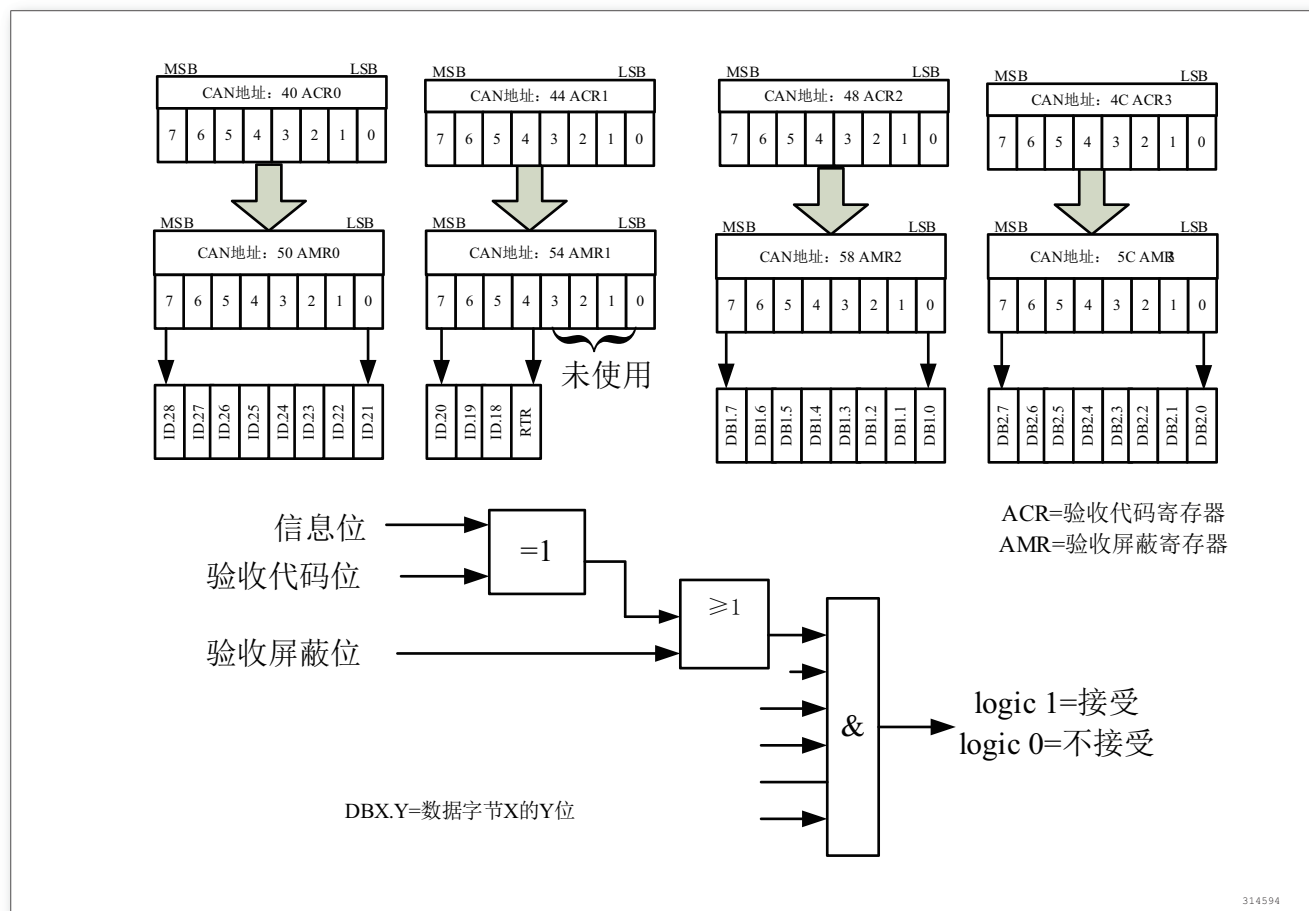 MSB LSB MSB LSB MSB LSB MSB LSB
CAN地址：40 ACR0 CAN地址：44 ACR1 CAN地址：48 ACR2 CAN地址： 4C ACR3
7 6 5 4 3 2 1 0 7 6 5 4 3 2 1 0 7 6 5 4 3 2 1 0 7 6 5 4 3 2 1 0
MSB LSB MSB LSB MSB LSB MSB LSB
CAN地址：50 AMR0 CAN地址：54 AMR1 CAN地址：58 AMR2 CAN地址： 5C AMR3
7 6 5 4 3 2 1 0 7 6 5 4 3 2 1 0 7 6 5 4 3 2 1 0 7 6 5 4 3 2 1 0
未使用
ID.28 ID.27 ID.26 ID.25 ID.24 ID.23 ID.22 ID.21 ID.20 ID.19 ID.18 RTR DB1.7 DB1.6 DB1.5 DB1.4 DB1.3 DB1.2 DB1.1 DB1.0 DB2.7 DB2.6 DB2.5 DB2.4 DB2.3 DB2.2 DB2.1 DB2.0
ACR=验收代码寄存器
AMR=验收屏蔽寄存器
信息位
=1
验收代码位
≥1
验收屏蔽位
&
logic 1=接受
logic 0=不接受
DBX.Y=数据字节X的Y位
314594